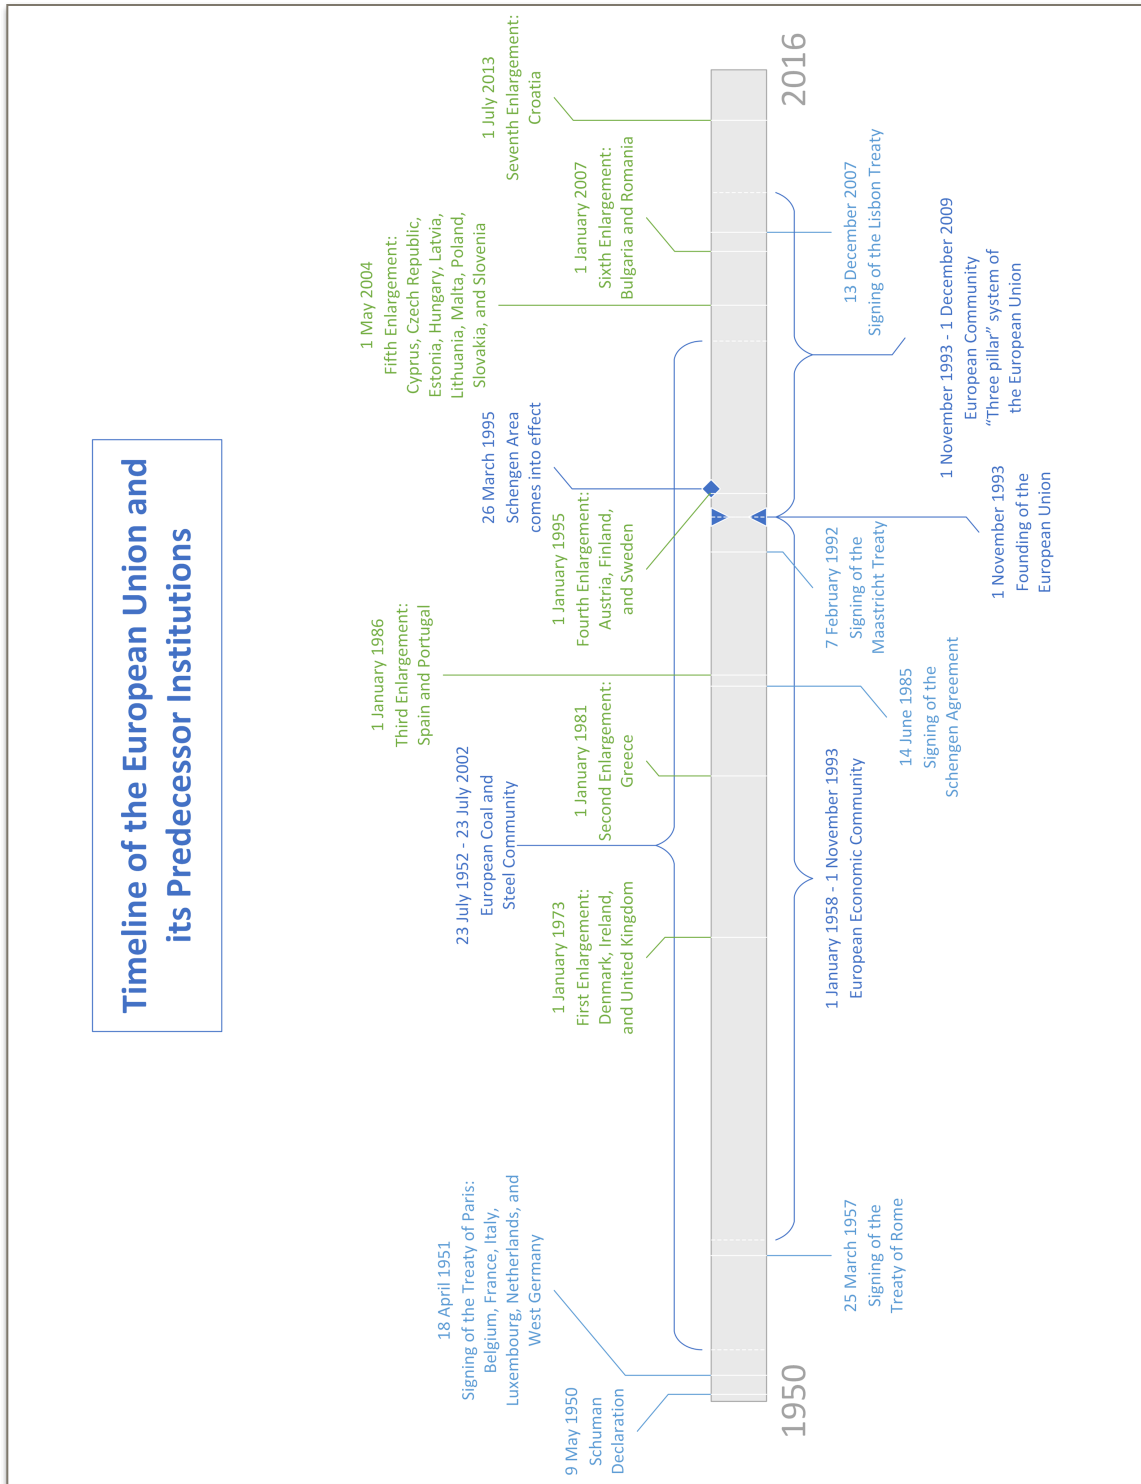 Timeline of the European Union and
its Predecessor Institutions
9 May 1950
Schuman
Declaration
18 April 1951
Signing of the Treaty of Paris:
Belgium, France, Italy,
Luxembourg, Netherlands, and
West Germany
23 July 1952 - 23 July 2002
European Coal and
Steel Community
1 January 1973
First Enlargement:
Denmark, Ireland,
and United Kingdom
1 January 1981
Second Enlargement:
Greece
1 January 1986
Third Enlargement:
Spain and Portugal
1 January 1995
Fourth Enlargement:
Austria, Finland,
and Sweden
26 March 1995
Schengen Area
comes into effect
1 May 2004
Fifth Enlargement:
Cyprus, Czech Republic,
Estonia, Hungary, Latvia,
Lithuania, Malta, Poland,
Slovakia, and Slovenia
1 January 2007
Sixth Enlargement:
Bulgaria and Romania
1 July 2013
Seventh Enlargement:
Croatia
1950
2016
25 March 1957
Signing of the
Treaty of Rome
1 January 1958 - 1 November 1993
European Economic Community
14 June 1985
Signing of the
Schengen Agreement
7 February 1992
Signing of the
Maastricht Treaty
1 November 1993
Founding of the
European Union
1 November 1993 - 1 December 2009
European Community
“Three pillar” system of
the European Union
13 December 2007
Signing of the Lisbon Treaty